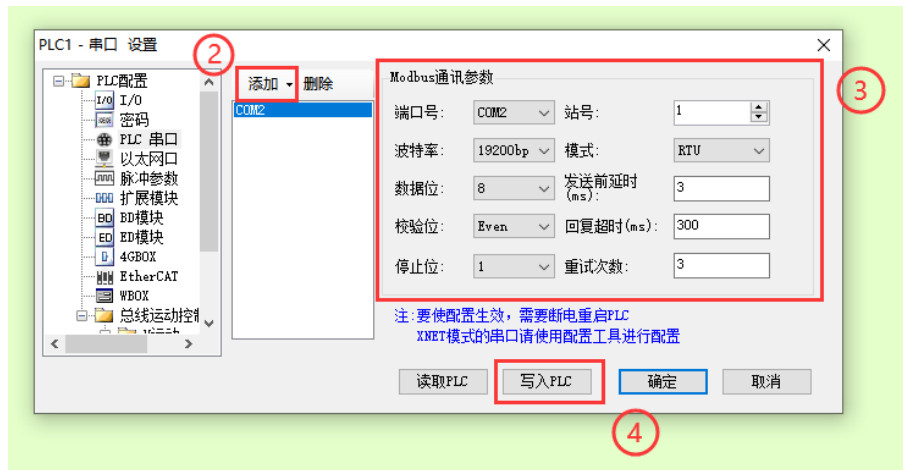 PLC1 - 串口 设置
②
添加 删除
③
PLC配置
I/O I/O
密码
PLC 串口
以太网口
脉冲参数
扩展模块
BD BD模块
ED ED模块
4GBOX
EtherCAT
WBOX
总线运动控制
COM2
Modbus通讯参数
端口号: COM2 站号: 1
波特率: 19200bp 模式: RTU
数据位: 8 发送前延时(ms): 3
校验位: Even 回复超时(ms): 300
停止位: 1 重试次数: 3
注:要使配置生效，需要断电重启PLC
XNET模式的串口请使用配置工具进行配置
读取PLC 写入PLC 确定 取消
④